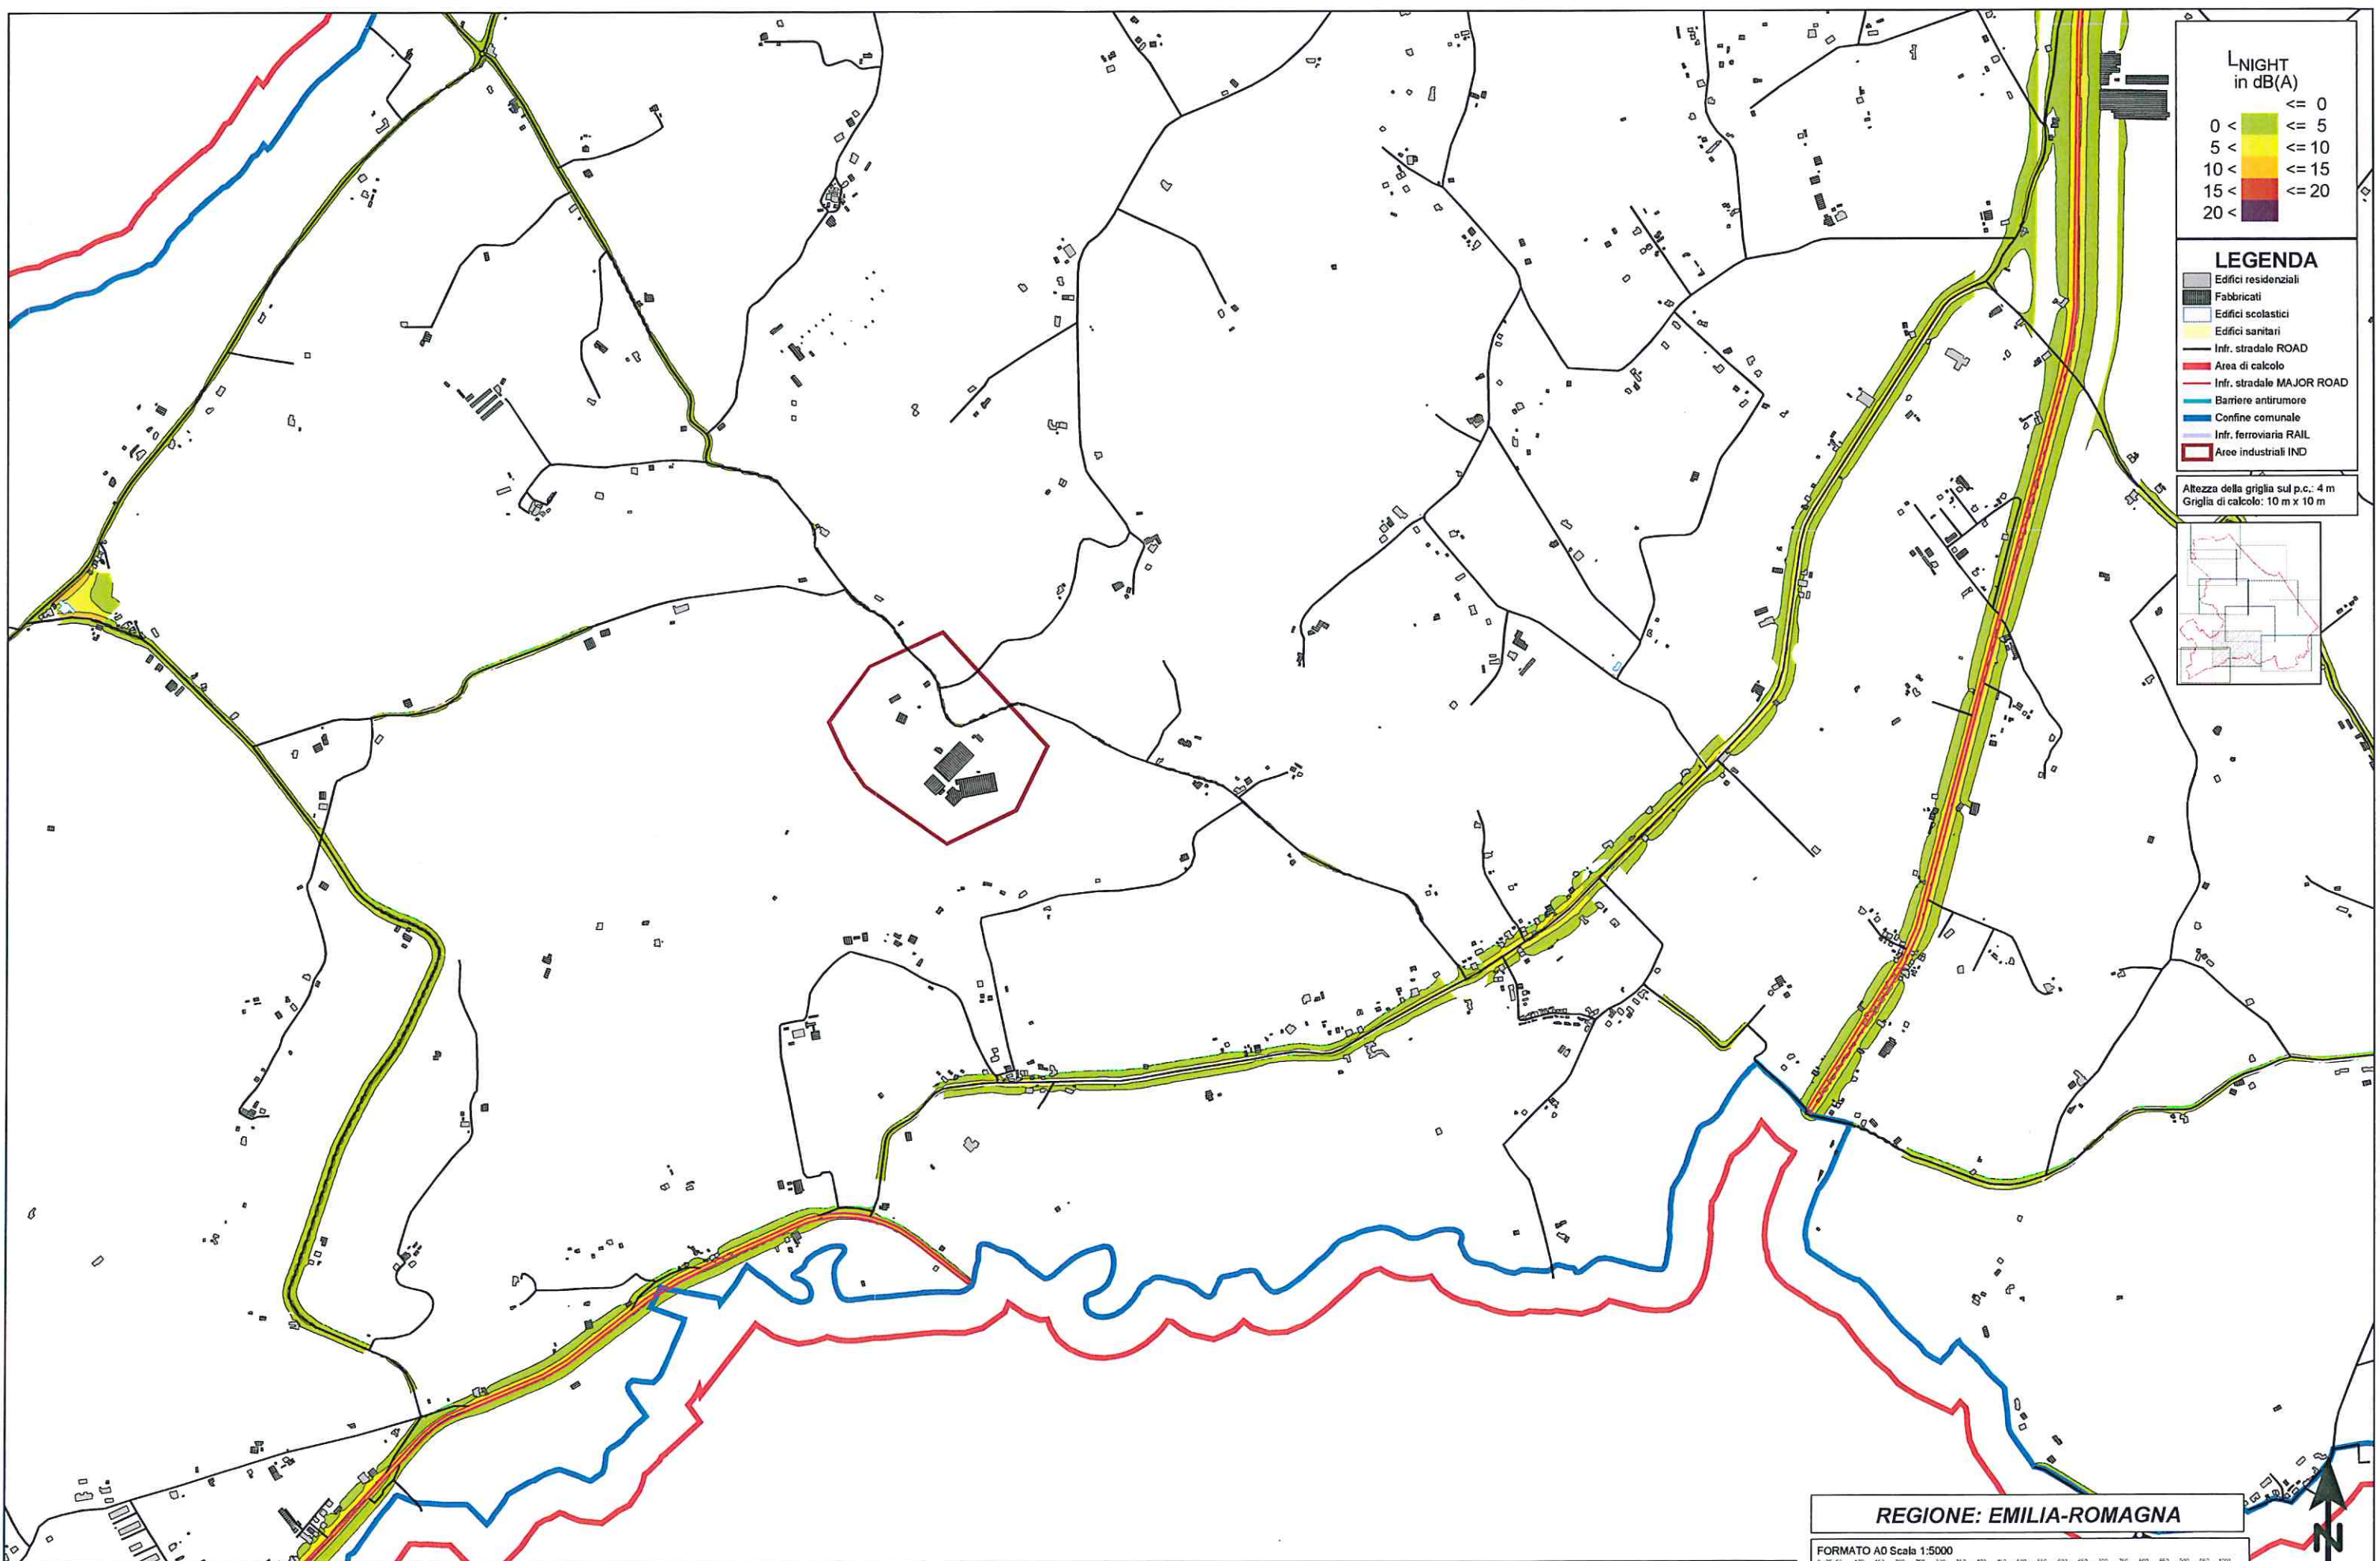 LNIGHT
in dB(A)
<= 0
0 < <= 5
5 < <= 10
10 < <= 15
15 < <= 20
20 <
LEGENDA
Edifici residenziali
Fabbricati
Edifici scolastici
Edifici sanitari
Infr. stradale ROAD
Area di calcolo
Infr. stradale MAJOR ROAD
Barriere antirumore
Confine comunale
Infr. ferroviaria RAIL
Aree industriali IND
Altezza della griglia sul p.c.: 4 m
Griglia di calcolo: 10 m x 10 m
REGIONE: EMILIA-ROMAGNA
N
FORMATO A0 Scala 1:5000